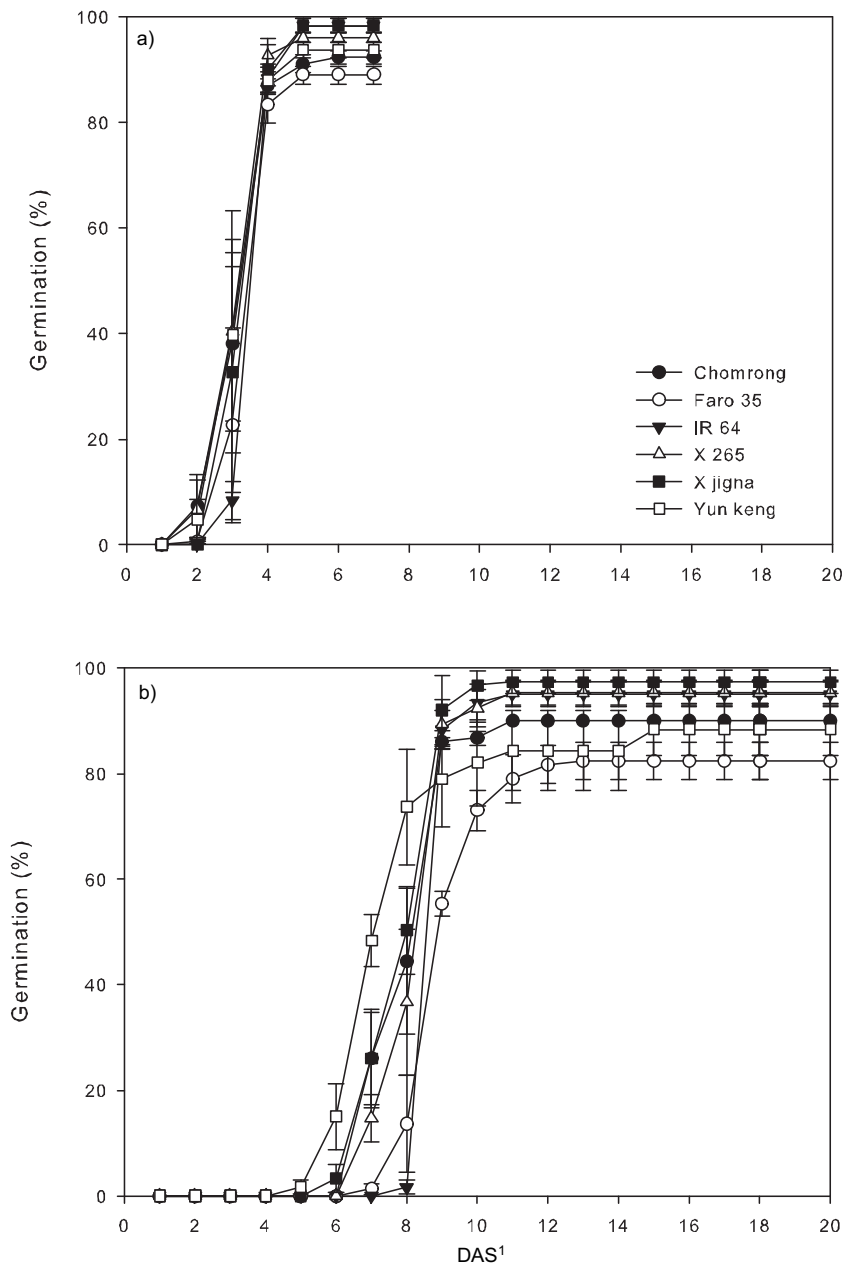 100
80
60
40
20
0
Germination (%)
a)
Chomrong
Faro 35
IR 64
X 265
X jigna
Yun keng
0 2 4 6 8 10 12 14 16 18 20
100
80
60
40
20
0
Germination (%)
b)
0 2 4 6 8 10 12 14 16 18 20
DAS¹